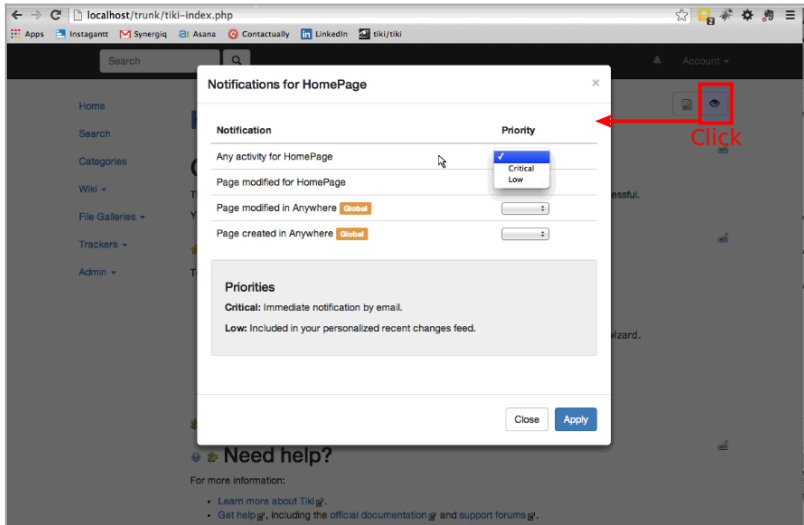 localhost/trunk/tiki-index.php
Apps Instagantt Synergiq Asana Contactually LinkedIn tiki/tiki
Search Account
Notifications for HomePage ×
Home
Search
Categories
Wiki
File Galleries
Trackers
Admin
Click
Notification Priority
Any activity for HomePage
Critical
Low
Page modified for HomePage
Page modified in Anywhere Global
Page created in Anywhere Global
essful.
Priorities
Critical: Immediate notification by email.
Low: Included in your personalized recent changes feed.
wizard.
Close Apply
Need help?
For more information:
• Learn more about Tiki.
• Get help, including the official documentation and support forums.